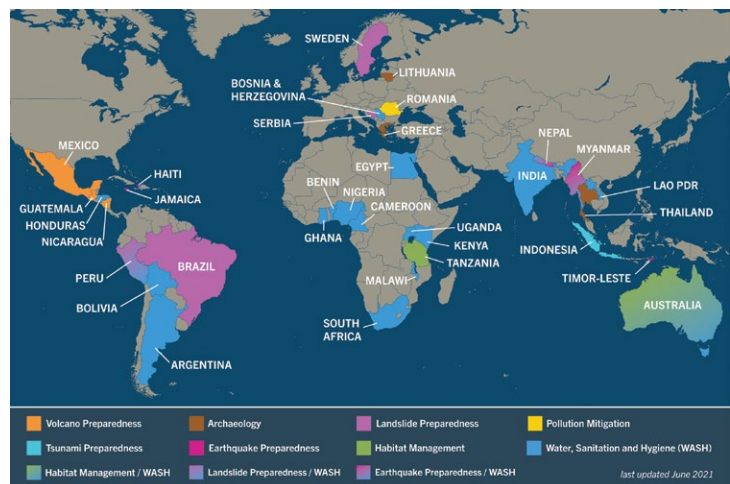 SWEDEN
LITHUANIA
BOSNIA &
HERZEGOVINA
ROMANIA
SERBIA
GREECE
NEPAL
MEXICO
MYANMAR
HAITI
EGYPT
INDIA
BENIN
LAO PDR
JAMAICA
NIGERIA
GUATEMALA
CAMEROON
THAILAND
HONDURAS
UGANDA
NICARAGUA
GHANA
KENYA
INDONESIA
TANZANIA
PERU
BRAZIL
TIMOR-LESTE
MALAWI
BOLIVIA
AUSTRALIA
SOUTH
AFRICA
ARGENTINA
Volcano Preparedness
Archaeology
Landslide Preparedness
Pollution Mitigation
Tsunami Preparedness
Earthquake Preparedness
Habitat Management
Water, Sanitation and Hygiene (WASH)
Habitat Management / WASH
Landslide Preparedness / WASH
Earthquake Preparedness / WASH
last updated June 2021